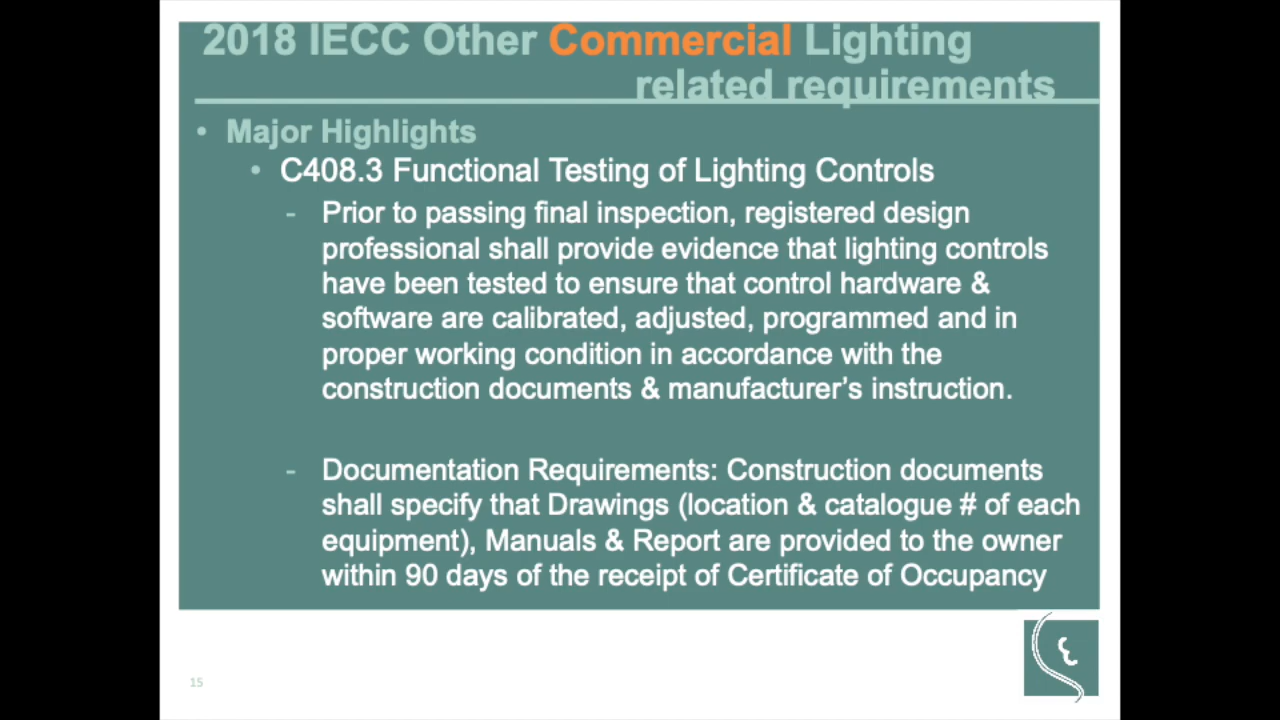 2018 IECC Other Commercial Lighting
related requirements
• Major Highlights
• C408.3 Functional Testing of Lighting Controls
- Prior to passing final inspection, registered design
professional shall provide evidence that lighting controls
have been tested to ensure that control hardware &
software are calibrated, adjusted, programmed and in
proper working condition in accordance with the
construction documents & manufacturer’s instruction.
- Documentation Requirements: Construction documents
shall specify that Drawings (location & catalogue # of each
equipment), Manuals & Report are provided to the owner
within 90 days of the receipt of Certificate of Occupancy
15